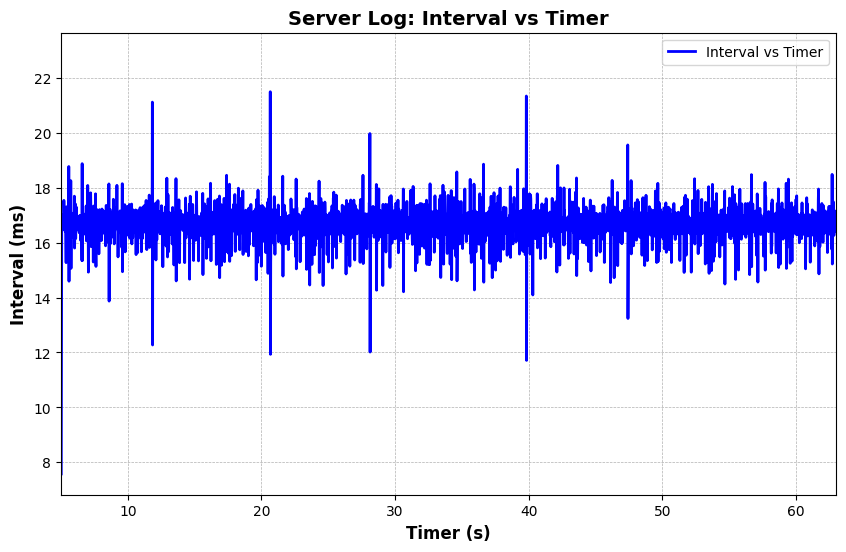 Server Log: Interval vs Timer
Interval vs Timer
22
20
18
16
14
12
10
8
Interval (ms)
10 20 30 40 50 60
Timer (s)